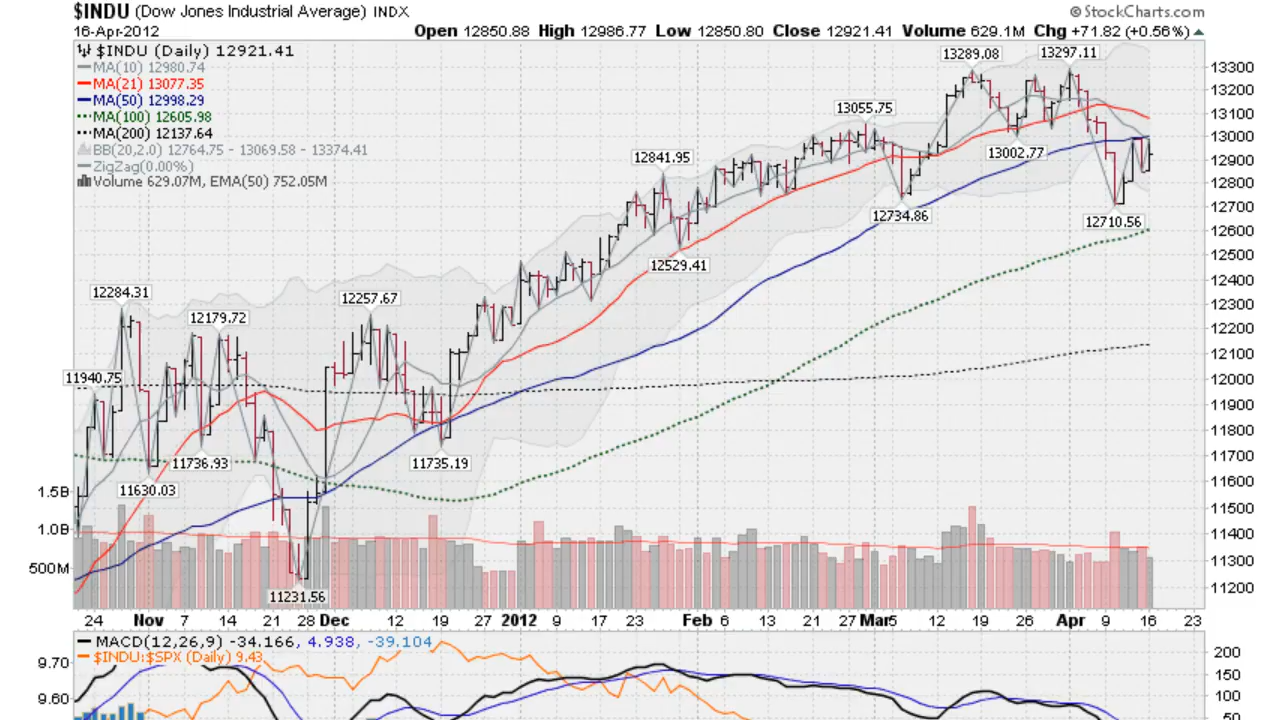 $INDU (Dow Jones Industrial Average) INDX
© StockCharts.com
16-Apr-2012
Open 12850.88 High 12986.77 Low 12850.80 Close 12921.41 Volume 629.1M Chg +71.82 (+0.56%)
$INDU (Daily) 12921.41
MA(10) 12980.74
MA(21) 13077.35
MA(50) 12998.29
MA(100) 12605.98
MA(200) 12137.64
BB(20,2.0) 12764.75 - 13069.58 - 13374.41
ZigZag(0.00%)
Volume 629.07M, EMA(50) 752.05M
13289.08
13297.11
13055.75
13002.77
12841.95
12734.86
12710.56
12529.41
12284.31
12257.67
12179.72
11940.75
11736.93
11735.19
11630.03
11231.56
13300
13200
13100
13000
12900
12800
12700
12600
12500
12400
12300
12200
12100
12000
11900
11800
11700
11600
11500
11400
11300
11200
1.5B
1.0B
500M
24 Nov 7 14 21 28 Dec 12 19 27 2012 9 17 23 Feb 6 13 21 27 Mar 5 12 19 26 Apr 9 16 23
MACD(12,26,9) -34.166, 4.938, -39.104
$INDU:$SPX (Daily) 9.43
9.70
9.60
200
150
100
50